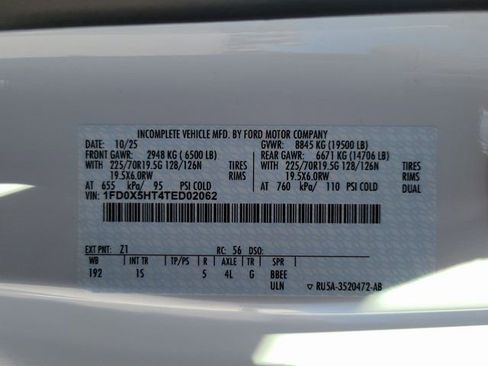 INCOMPLETE VEHICLE MFD. BY FORD MOTOR COMPANY
DATE: 10/25 GVWR: 8845 KG (19500 LB)
FRONT GAWR: 2948 KG (6500 LB) REAR GAWR: 6671 KG (14706 LB)
WITH 225/70R19.5G 128/126N TIRES WITH 225/70R19.5G 128/126N TIRES
19.5X6.0RW RIMS 19.5X6.0RW RIMS
AT 655 kPa/ 95 PSI COLD AT 760 kPa/ 110 PSI COLD DUAL
VIN: 1FD0X5HT4TED02062
EXT PNT: Z1 RC: 56 DSO:
WB INT TR TP/PS R AXLE TR SPR
192 IS 5 4L G BBEE
ULN ▽ RU5A-3520472-AB